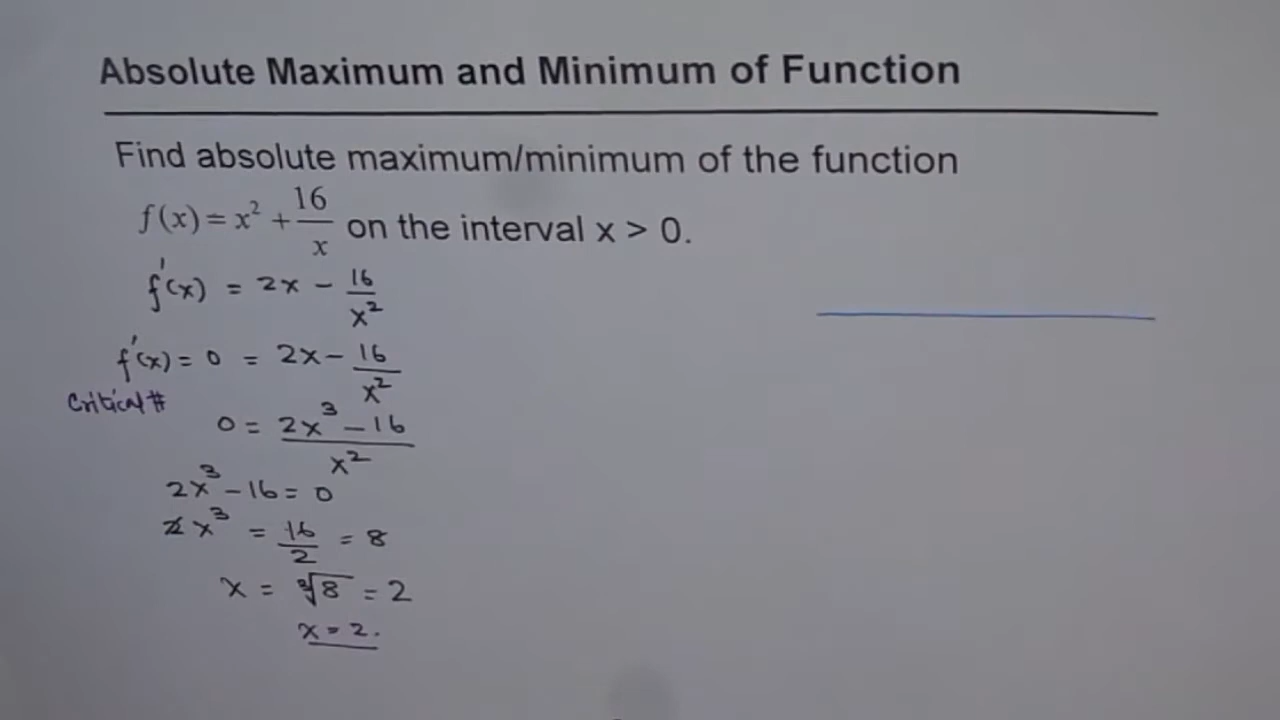 Absolute Maximum and Minimum of Function
Find absolute maximum/minimum of the function
f(x) = x² + 16/x on the interval x > 0.
f'(x) = 2x - 16/x²
f'(x) = 0 = 2x - 16/x²
Critical #
0 = (2x³ - 16)/x²
2x³ - 16 = 0
2x³ = 16/2 = 8
x = ∛8 = 2
x = 2.